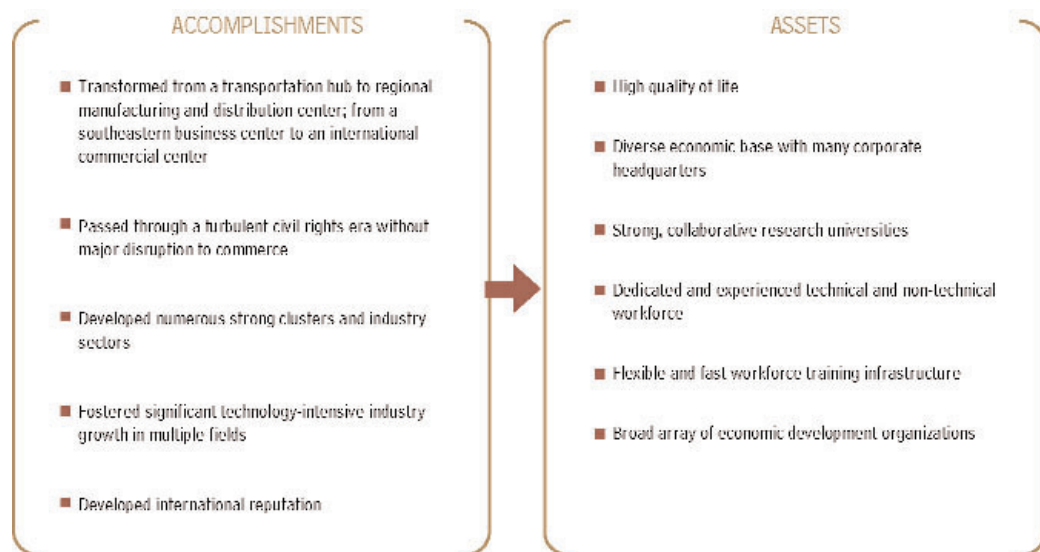 ACCOMPLISHMENTS
Transformed from a transportation hub to regional
manufacturing and distribution center; from a
southeastern business center to an international
commercial center
Passed through a turbulent civil rights era without
major disruption to commerce
Developed numerous strong clusters and industry
sectors
Fostered significant technology-intensive industry
growth in multiple fields
Developed international reputation
ASSETS
High quality of life
Diverse economic base with many corporate
headquarters
Strong, collaborative research universities
Dedicated and experienced technical and non-technical
workforce
Flexible and fast workforce training infrastructure
Broad array of economic development organizations